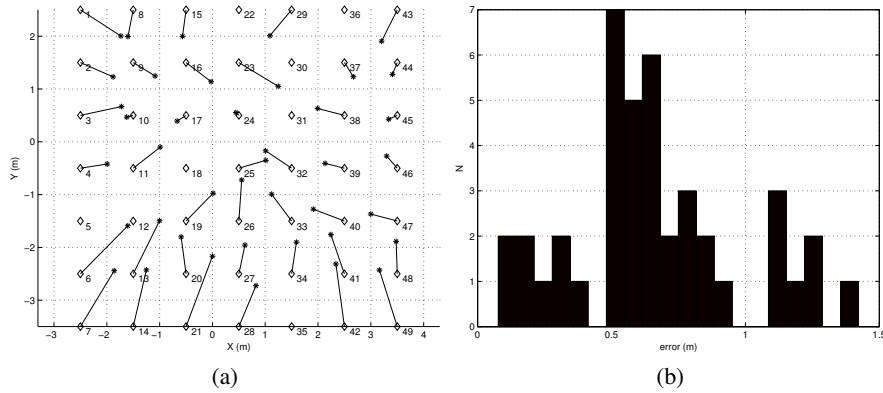 1 8 15 22 29 36 43
2
2 9 16 23 30 37 44
1
3 10 17 24 31 38 45
0
4 11 18 25 32 39 46
−1
5 12 19 26 33 40 47
−2
6 13 20 27 34 41 48
−3
7 14 21 28 35 42 49
−3 −2 −1 0 1 2 3 4
X (m)
Y (m)
(a)
7
6
5
4
3
2
1
0
0 0.5 1 1.5
error (m)
N
(b)